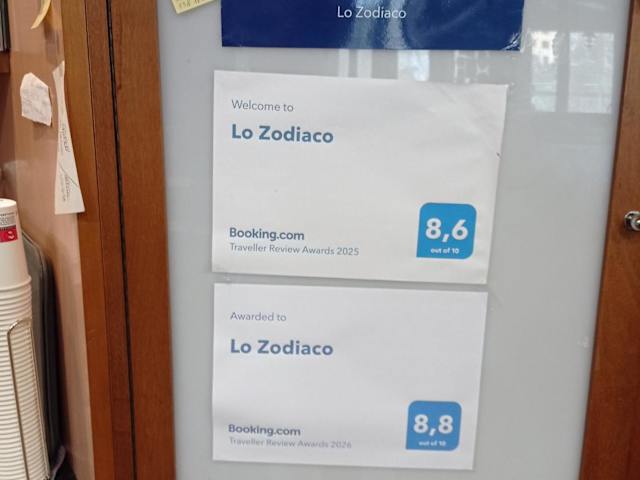 Lo Zodiaco
Welcome to
Lo Zodiaco
Booking.com
Traveller Review Awards 2025
8,6
out of 10
Awarded to
Lo Zodiaco
Booking.com
Traveller Review Awards 2026
8,8
out of 10